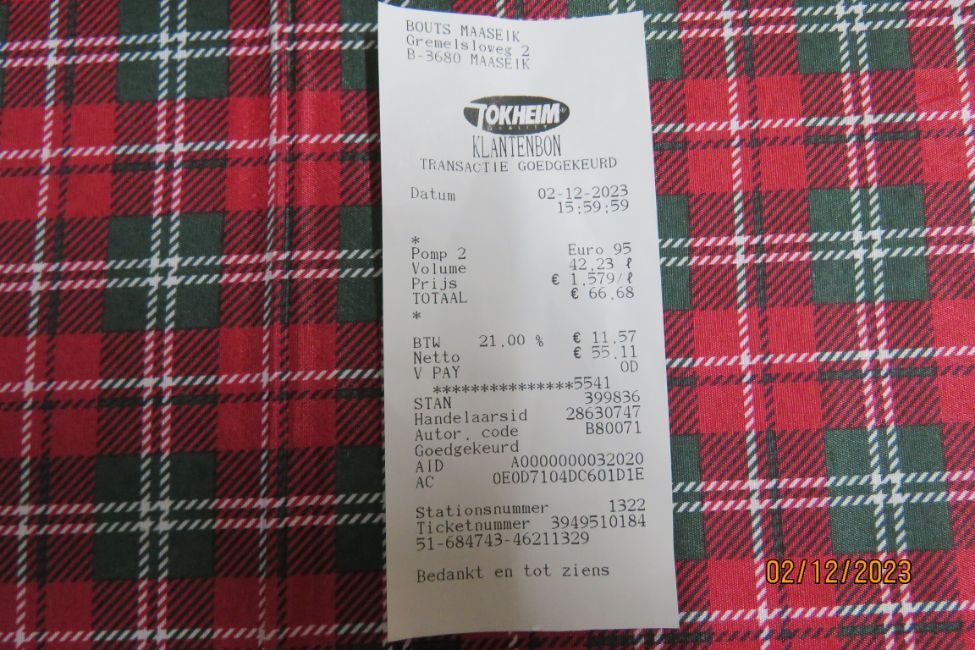 BOUTS MAASEIK
Gremelsloweg 2
B-3680 MAASEIK
TOKHEIM
QUALITY
KLANTENBON
TRANSACTIE GOEDGEKEURD
Datum 02-12-2023
15:59:59
*
Pomp 2 Euro 95
Volume 42,23 ℓ
Prijs € 1,579/ℓ
TOTAAL € 66,68
*
BTW 21,00 % € 11,57
Netto € 55,11
V PAY OD
****************5541
STAN 399836
Handelaarsid 28630747
Autor. code B80071
Goedgekeurd
AID A0000000032020
AC 0E0D7104DC601D1E
Stationsnummer 1322
Ticketnummer 3949510184
51-684743-46211329
Bedankt en tot ziens
02/12/2023